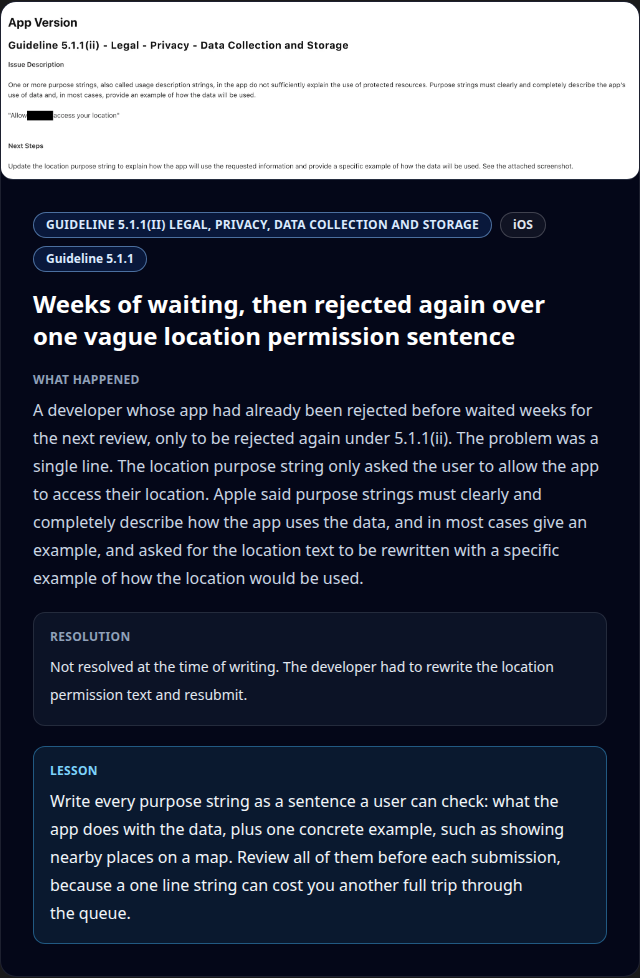 App Version
Guideline 5.1.1(ii) - Legal - Privacy - Data Collection and Storage
Issue Description
One or more purpose strings, also called usage description strings, in the app do not sufficiently explain the use of protected resources. Purpose strings must clearly and completely describe the app's
use of data and, in most cases, provide an example of how the data will be used.
"Allow access your location"
Next Steps
Update the location purpose string to explain how the app will use the requested information and provide a specific example of how the data will be used. See the attached screenshot.
GUIDELINE 5.1.1(II) LEGAL, PRIVACY, DATA COLLECTION AND STORAGE
iOS
Guideline 5.1.1
Weeks of waiting, then rejected again over
one vague location permission sentence
WHAT HAPPENED
A developer whose app had already been rejected before waited weeks for
the next review, only to be rejected again under 5.1.1(ii). The problem was a
single line. The location purpose string only asked the user to allow the app
to access their location. Apple said purpose strings must clearly and
completely describe how the app uses the data, and in most cases give an
example, and asked for the location text to be rewritten with a specific
example of how the location would be used.
RESOLUTION
Not resolved at the time of writing. The developer had to rewrite the location
permission text and resubmit.
LESSON
Write every purpose string as a sentence a user can check: what the
app does with the data, plus one concrete example, such as showing
nearby places on a map. Review all of them before each submission,
because a one line string can cost you another full trip through
the queue.